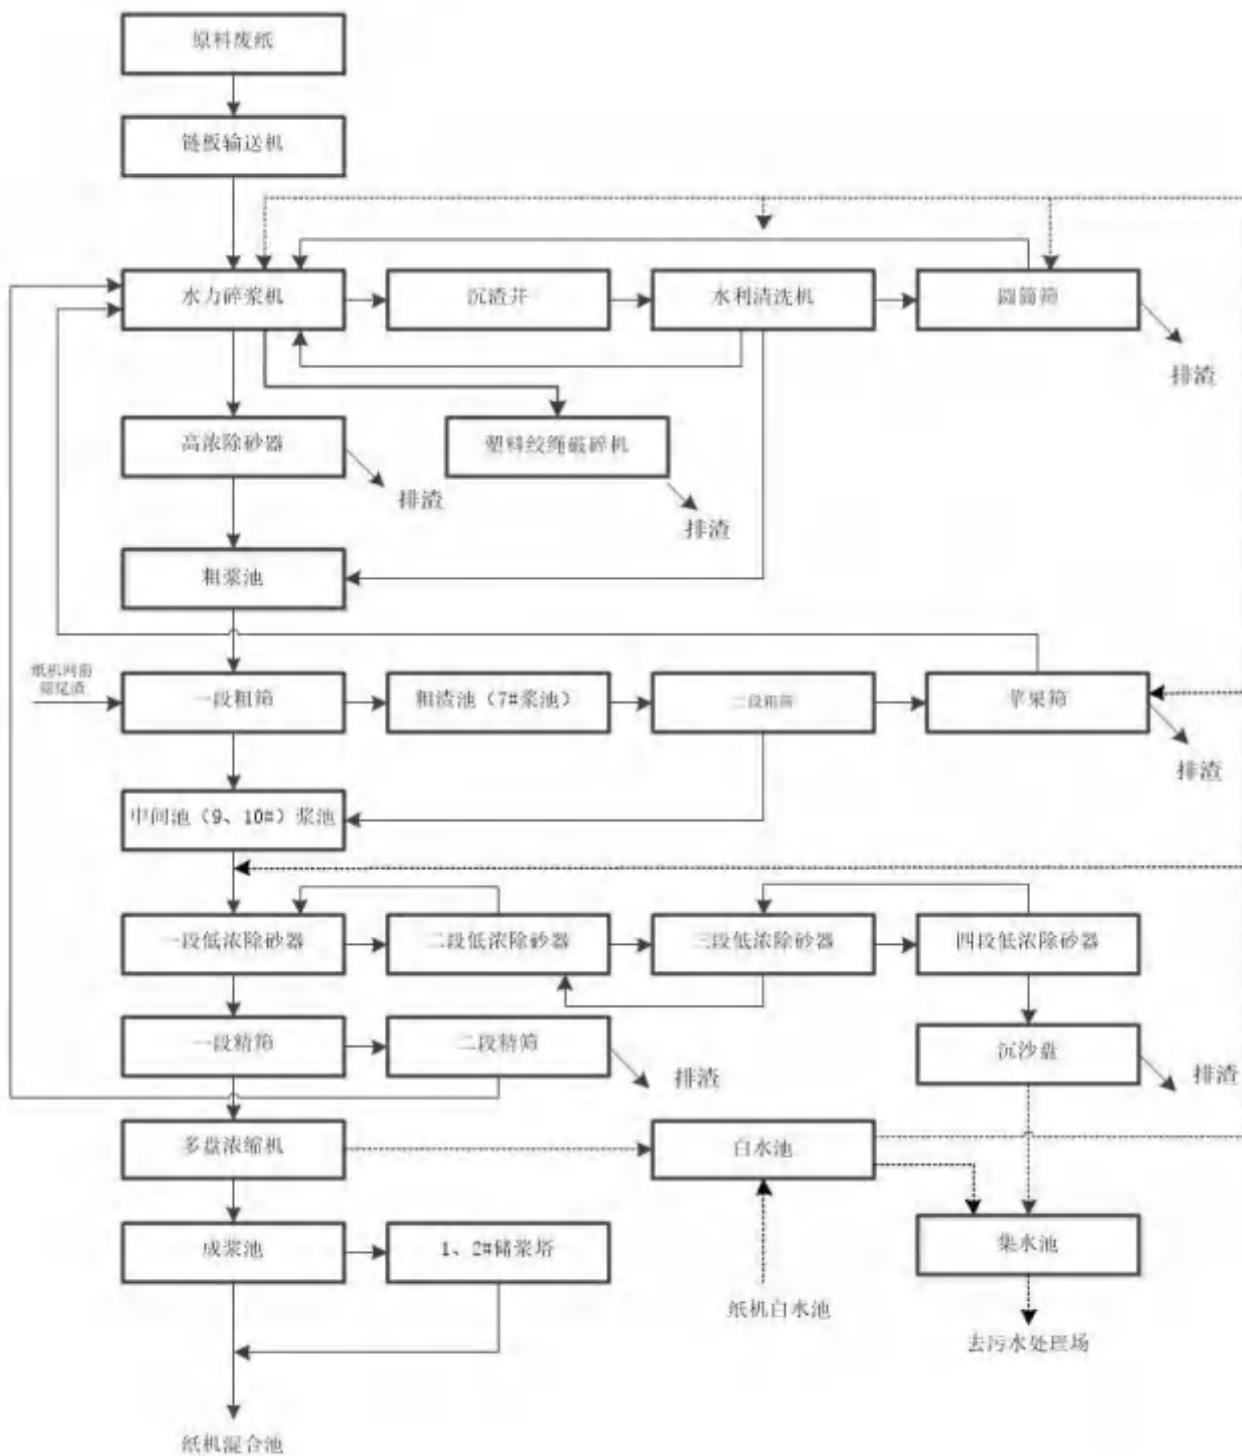 原料废纸
链板输送机
水力碎浆机
沉渣井
水利清洗机
圆筒筛
排渣
高浓除砂器
塑料绞绳破碎机
排渣
排渣
粗浆池
纸机网前
筛尾渣
一段粗筛
粗渣池（7#浆池）
二段粗筛
苹果筛
排渣
中间池（9、10#）浆池
一段低浓除砂器
二段低浓除砂器
三段低浓除砂器
四段低浓除砂器
一段精筛
二段精筛
排渣
沉沙盘
排渣
多盘浓缩机
白水池
成浆池
1、2#储浆塔
集水池
纸机白水池
去污水处理场
纸机混合池